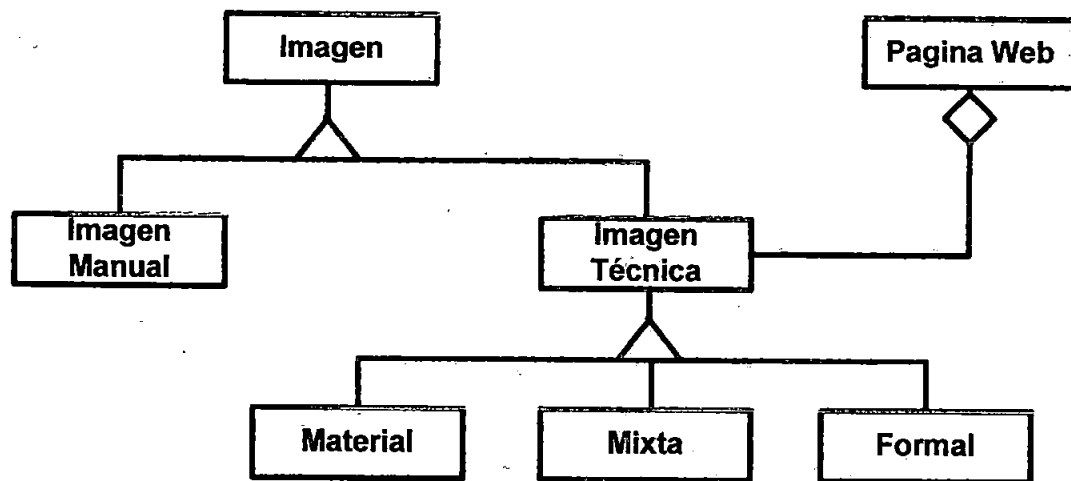 Imagen
Pagina Web
Imagen
Manual
Imagen
Técnica
Material
Mixta
Formal